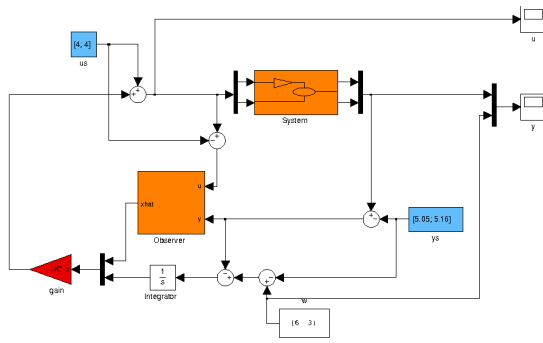 [4; 4]
us
u
System
y
xhat
u
y
Observer
[5.05; 5.16]
ys
1
s
Integrator
gain
w
(6 3)